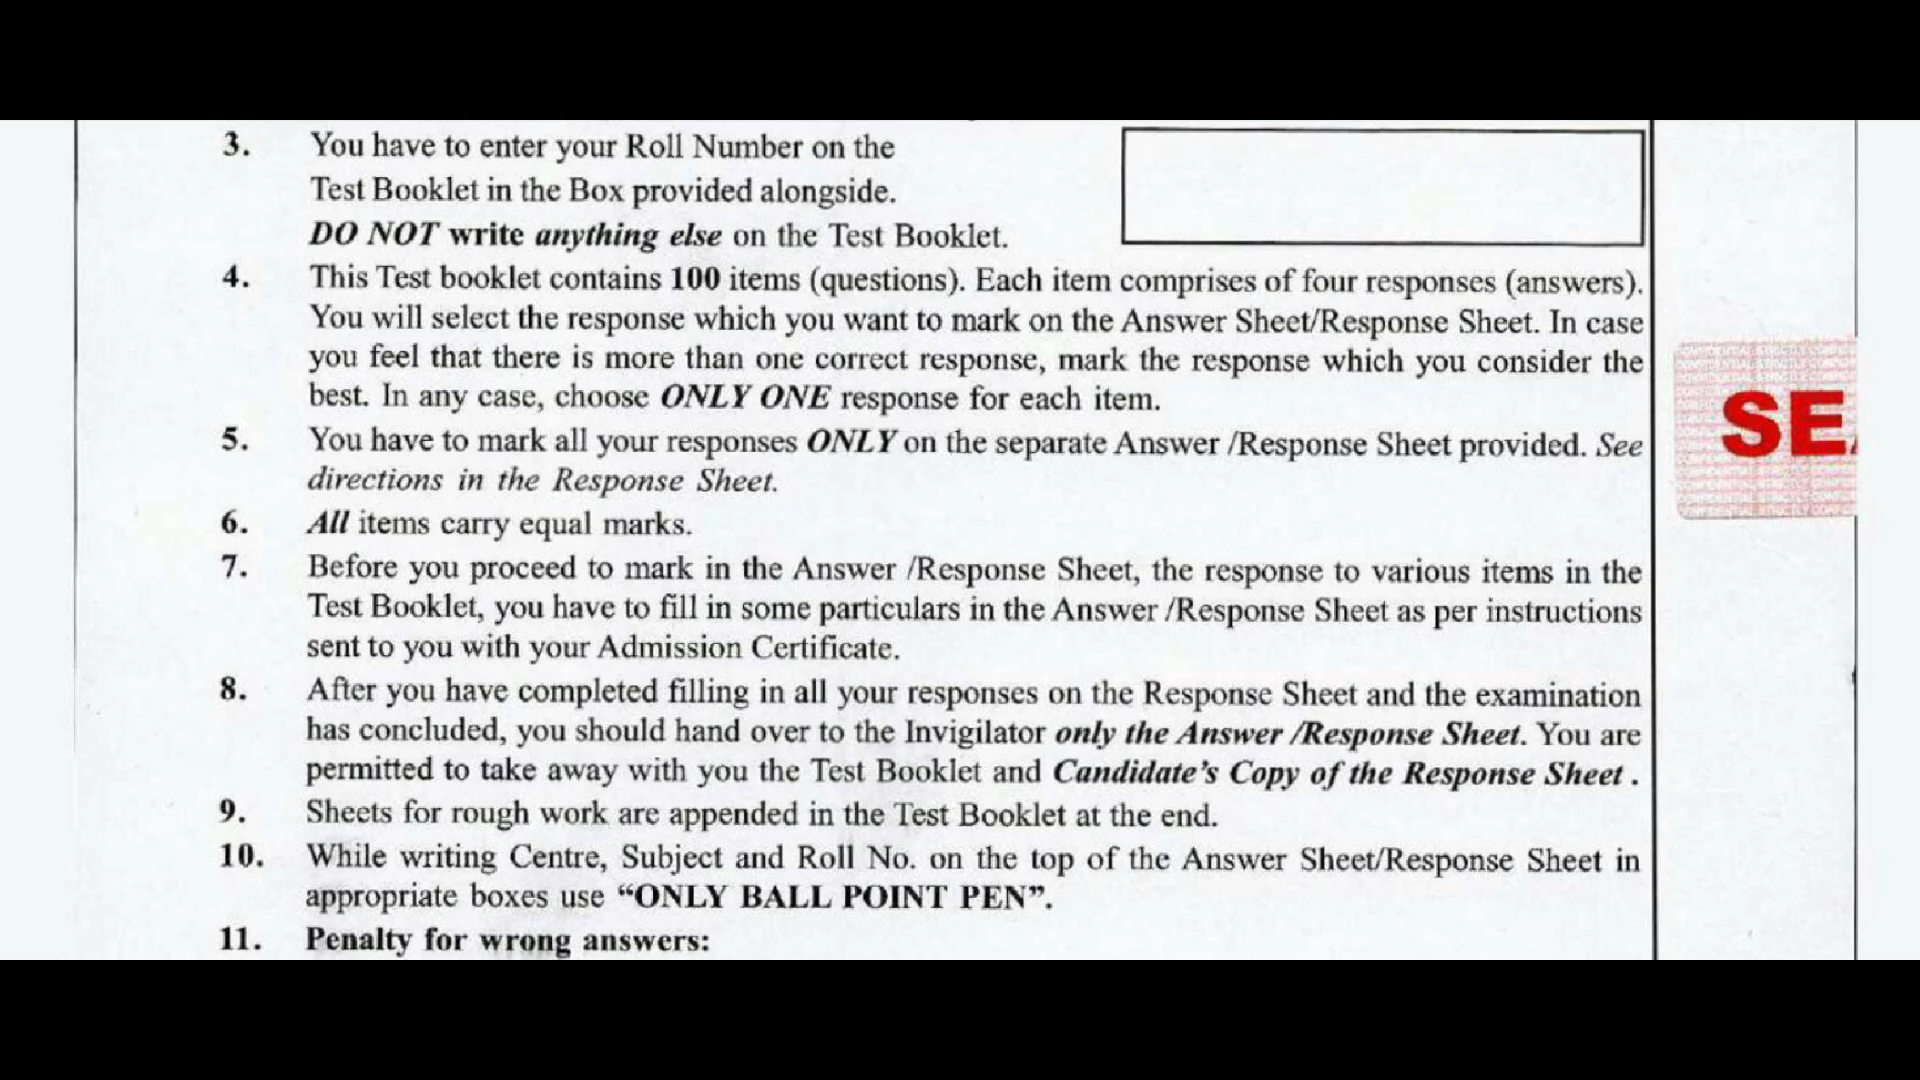 3. You have to enter your Roll Number on the
Test Booklet in the Box provided alongside.
DO NOT write anything else on the Test Booklet.
4. This Test booklet contains 100 items (questions). Each item comprises of four responses (answers).
You will select the response which you want to mark on the Answer Sheet/Response Sheet. In case
you feel that there is more than one correct response, mark the response which you consider the
best. In any case, choose ONLY ONE response for each item.
5. You have to mark all your responses ONLY on the separate Answer /Response Sheet provided. See
directions in the Response Sheet.
6. All items carry equal marks.
7. Before you proceed to mark in the Answer /Response Sheet, the response to various items in the
Test Booklet, you have to fill in some particulars in the Answer /Response Sheet as per instructions
sent to you with your Admission Certificate.
8. After you have completed filling in all your responses on the Response Sheet and the examination
has concluded, you should hand over to the Invigilator only the Answer /Response Sheet. You are
permitted to take away with you the Test Booklet and Candidate's Copy of the Response Sheet .
9. Sheets for rough work are appended in the Test Booklet at the end.
10. While writing Centre, Subject and Roll No. on the top of the Answer Sheet/Response Sheet in
appropriate boxes use “ONLY BALL POINT PEN”.
11. Penalty for wrong answers:
SE